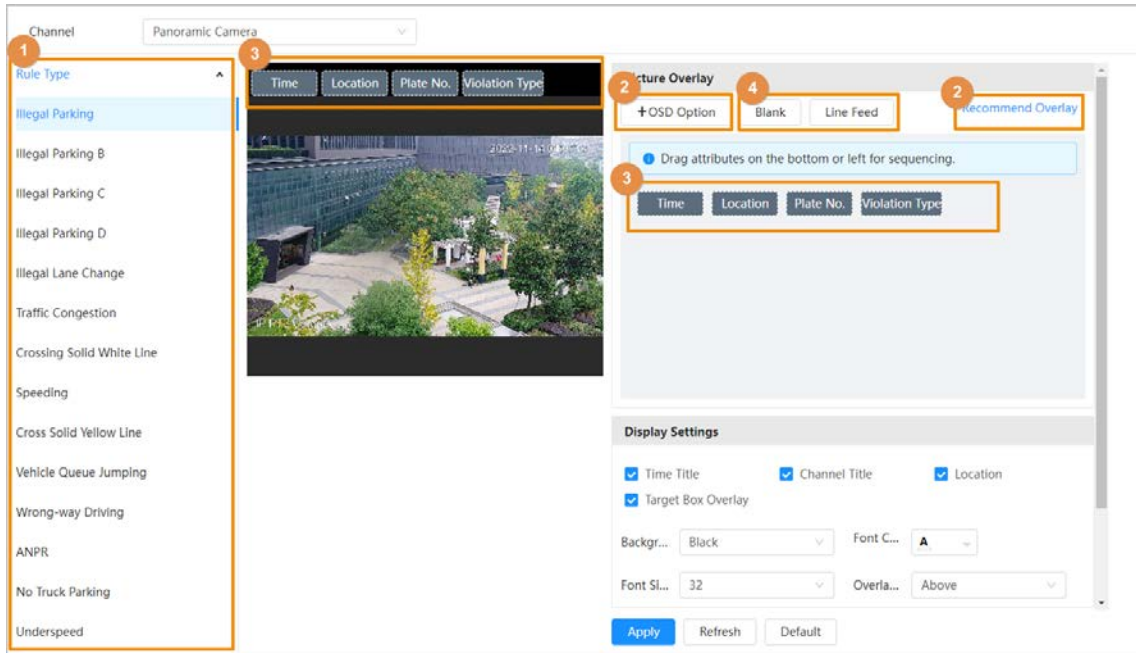 Channel
Panoramic Camera
1
Rule Type
Illegal Parking
Illegal Parking B
Illegal Parking C
Illegal Parking D
Illegal Lane Change
Traffic Congestion
Crossing Solid White Line
Speeding
Cross Solid Yellow Line
Vehicle Queue Jumping
Wrong-way Driving
ANPR
No Truck Parking
Underspeed
3
Time Location Plate No. Violation Type
2022-11-14
Picture Overlay
2
+OSD Option
4
Blank Line Feed
2
Recommend Overlay
Drag attributes on the bottom or left for sequencing.
3
Time Location Plate No. Violation Type
Display Settings
Time Title Channel Title Location
Target Box Overlay
Backgr... Black Font C... A
Font Si... 32 Overla... Above
Apply Refresh Default